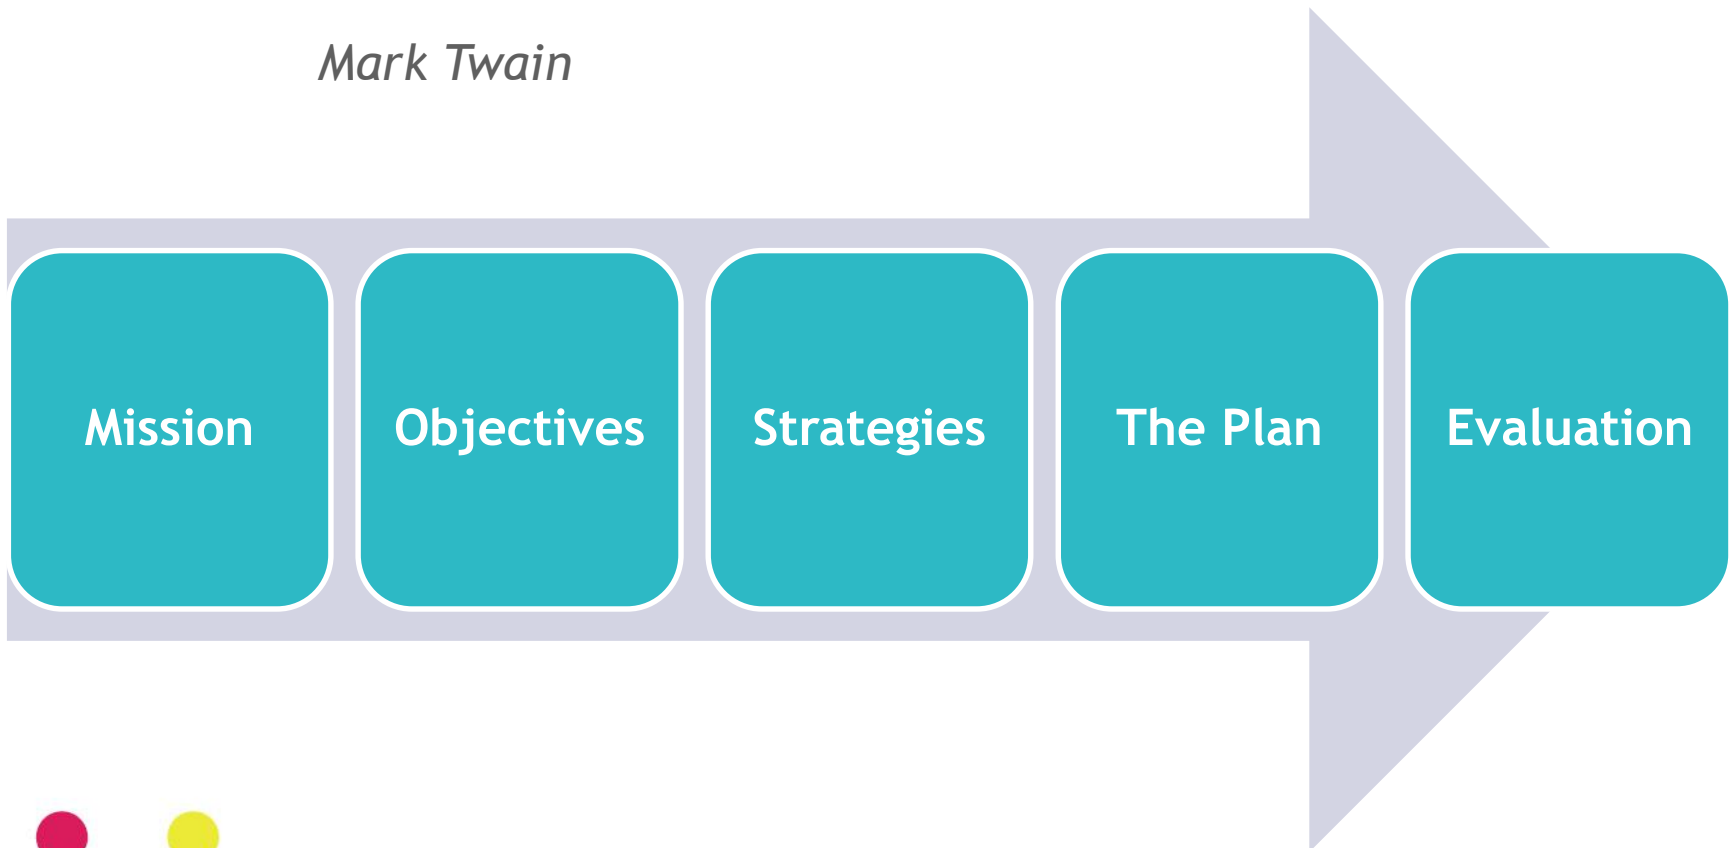 Mark Twain
Mission
Objectives
Strategies
The Plan
Evaluation